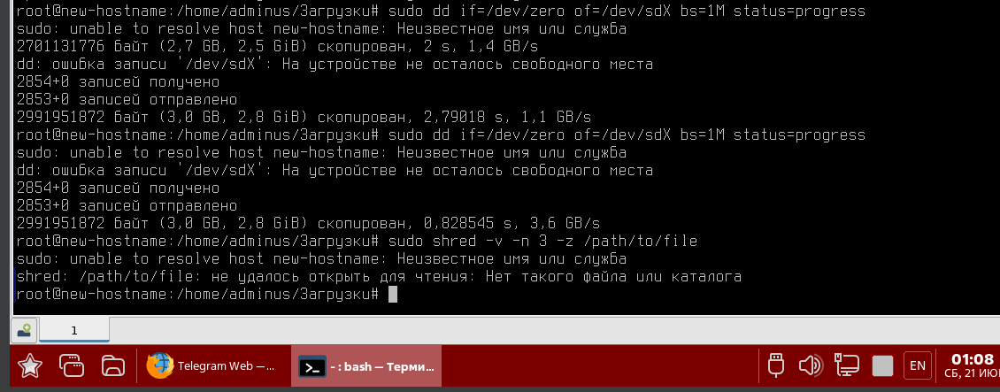 root@new-hostname:/home/adminus/Загрузки# sudo dd if=/dev/zero of=/dev/sdX bs=1M status=progress
sudo: unable to resolve host new-hostname: Неизвестное имя или служба
2701131776 байт (2,7 GB, 2,5 GiB) скопирован, 2 s, 1,4 GB/s
dd: ошибка записи '/dev/sdX': На устройстве не осталось свободного места
2854+0 записей получено
2853+0 записей отправлено
2991951872 байт (3,0 GB, 2,8 GiB) скопирован, 2,79018 s, 1,1 GB/s
root@new-hostname:/home/adminus/Загрузки# sudo dd if=/dev/zero of=/dev/sdX bs=1M status=progress
sudo: unable to resolve host new-hostname: Неизвестное имя или служба
dd: ошибка записи '/dev/sdX': На устройстве не осталось свободного места
2854+0 записей получено
2853+0 записей отправлено
2991951872 байт (3,0 GB, 2,8 GiB) скопирован, 0,828545 s, 3,6 GB/s
root@new-hostname:/home/adminus/Загрузки# sudo shred -v -n 3 -z /path/to/file
sudo: unable to resolve host new-hostname: Неизвестное имя или служба
shred: /path/to/file: не удалось открыть для чтения: Нет такого файла или каталога
root@new-hostname:/home/adminus/Загрузки#
1
Telegram Web —...
- : bash — Терми...
EN
01:08
СБ, 21